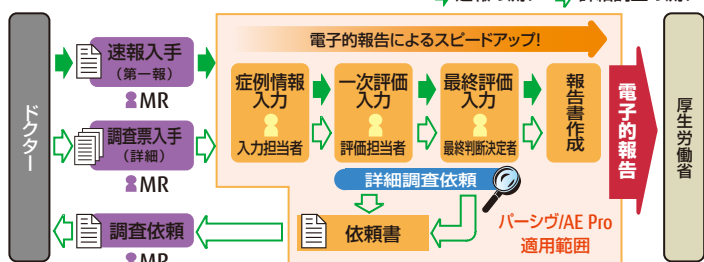 電子的報告によるスピードアップ!
ドクター
速報入手
(第一報)
MR
調査票入手
(詳細)
MR
調査依頼
MR
症例情報
入力
入力担当者
一次評価
入力
評価担当者
最終評価
入力
最終判断決定者
報告書作成
電子的報告
厚生労働省
詳細調査依頼
依頼書
パーシヴ/AE Pro
適用範囲